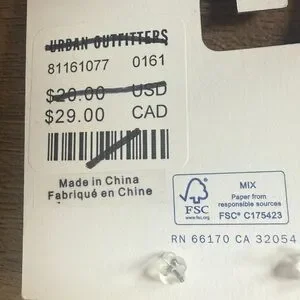 URBAN OUTFITTERS
81161077 0161
$20.00 USD
$29.00 CAD
Made in China
Fabriqué en Chine
FSC
www.fsc.org
MIX
Paper from
responsible sources
FSC® C175423
RN 66170 CA 32054